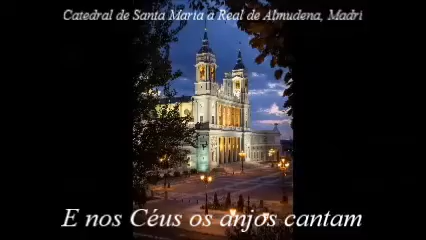 Catedral de Santa Maria a Real de Almudena, Madri
E nos Céus os anjos cantam